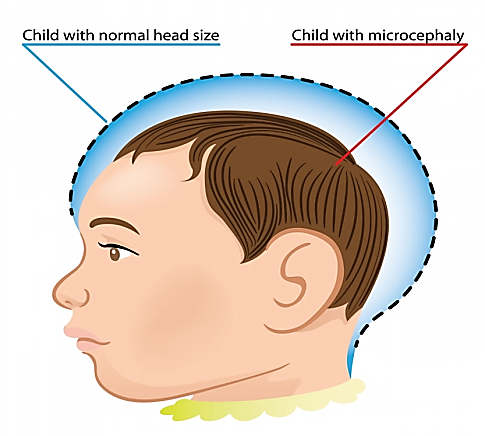 Child with normal head size
Child with microcephaly